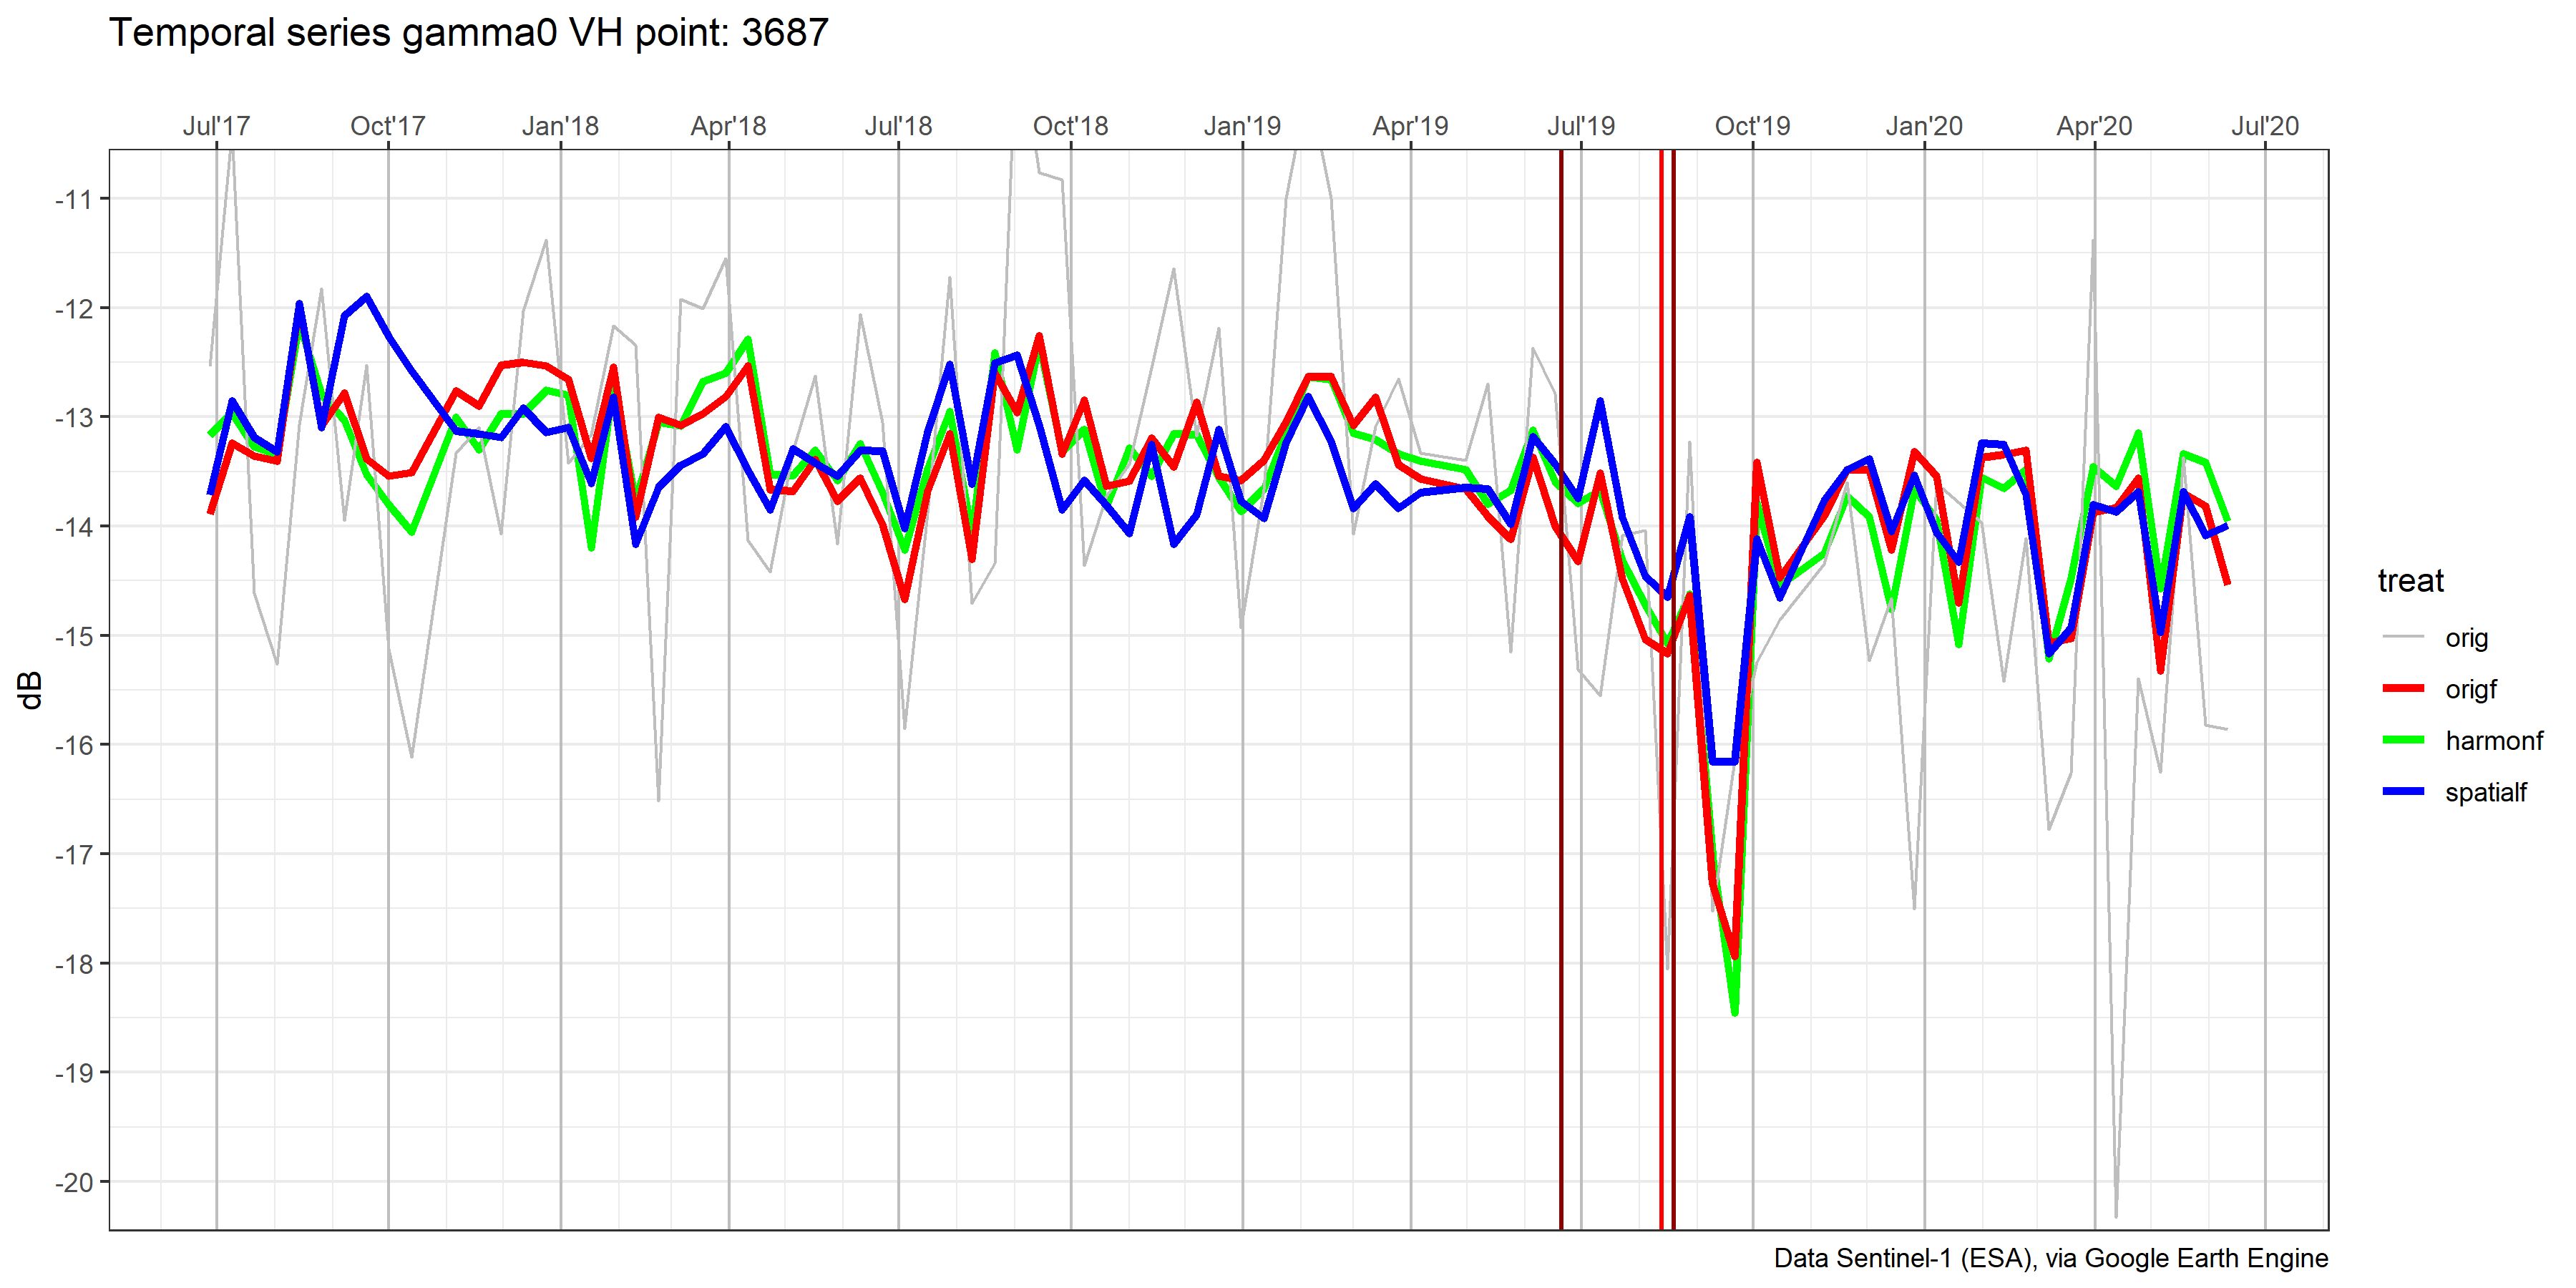 Temporal series gamma0 VH point: 3687
Jul'17 Oct'17 Jan'18 Apr'18 Jul'18 Oct'18 Jan'19 Apr'19 Jul'19 Oct'19 Jan'20 Apr'20 Jul'20
-11
-12
-13
-14
-15
-16
-17
-18
-19
-20
dB
treat
orig
origf
harmonf
spatialf
Data Sentinel-1 (ESA), via Google Earth Engine